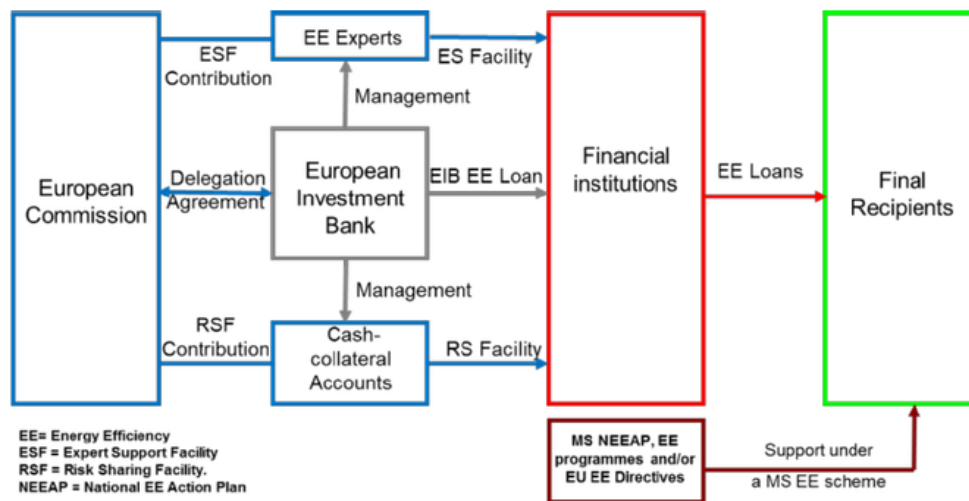 EE Experts
ESF
Contribution
ES Facility
Management
European
Commission
Delegation
Agreement
European
Investment
Bank
EIB EE Loan
Financial
institutions
EE Loans
Final
Recipients
Management
RSF
Contribution
Cash-
collateral
Accounts
RS Facility
EE= Energy Efficiency
ESF = Expert Support Facility
RSF = Risk Sharing Facility.
NEEAP = National EE Action Plan
MS NEEAP, EE
programmes and/or
EU EE Directives
Support under
a MS EE scheme